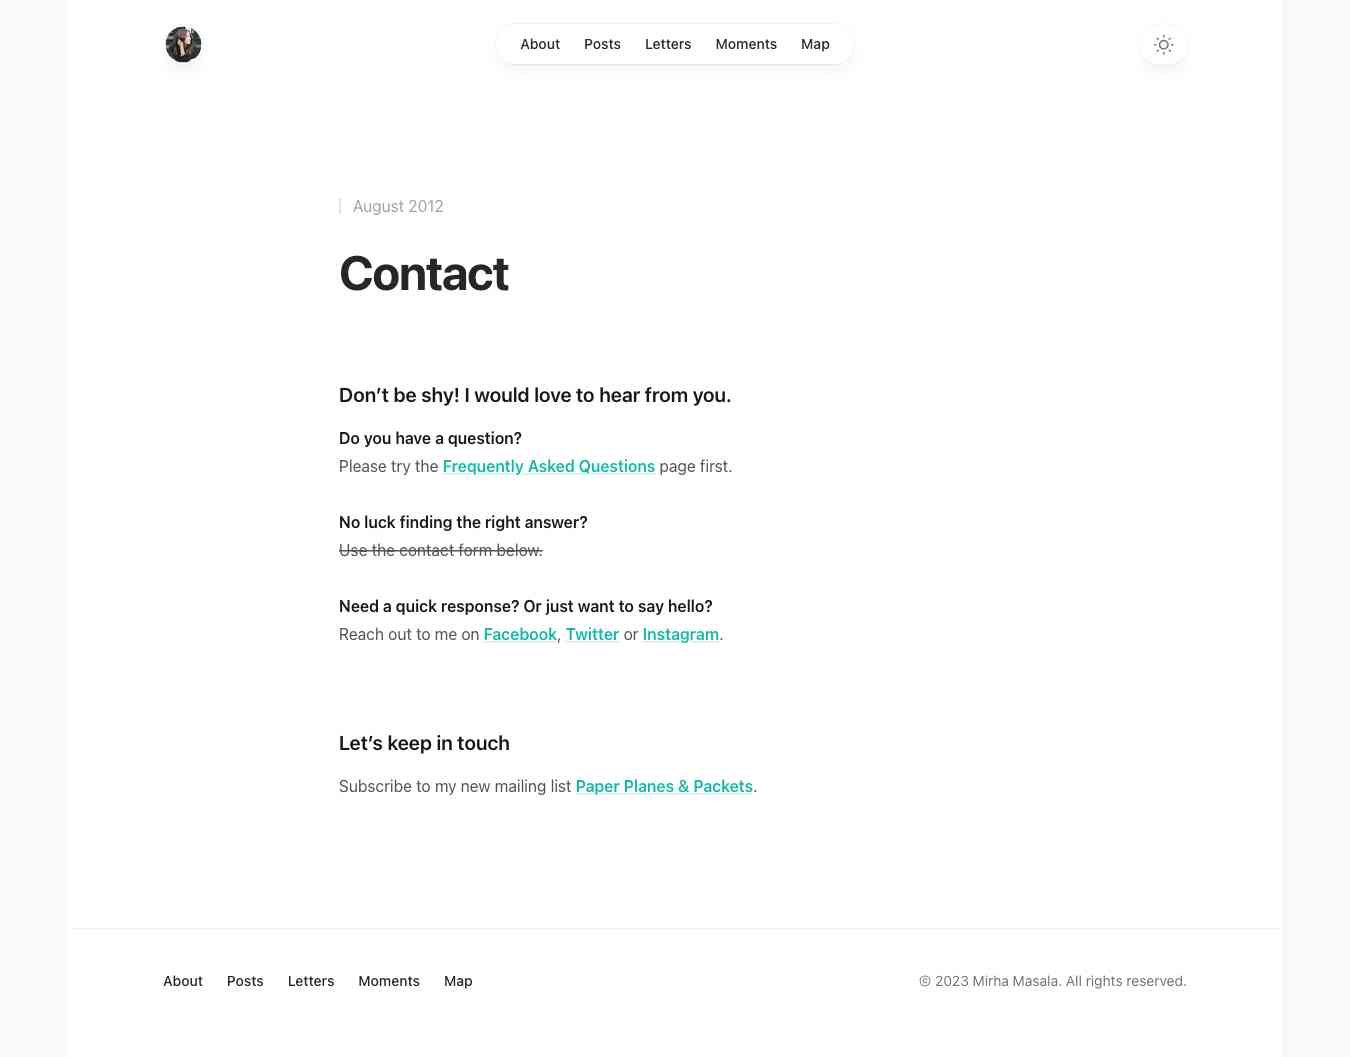 About Posts Letters Moments Map
August 2012
Contact
Don’t be shy! I would love to hear from you.
Do you have a question?
Please try the Frequently Asked Questions page first.
No luck finding the right answer?
Use the contact form below.
Need a quick response? Or just want to say hello?
Reach out to me on Facebook, Twitter or Instagram.
Let’s keep in touch
Subscribe to my new mailing list Paper Planes & Packets.
About Posts Letters Moments Map
© 2023 Mirha Masala. All rights reserved.